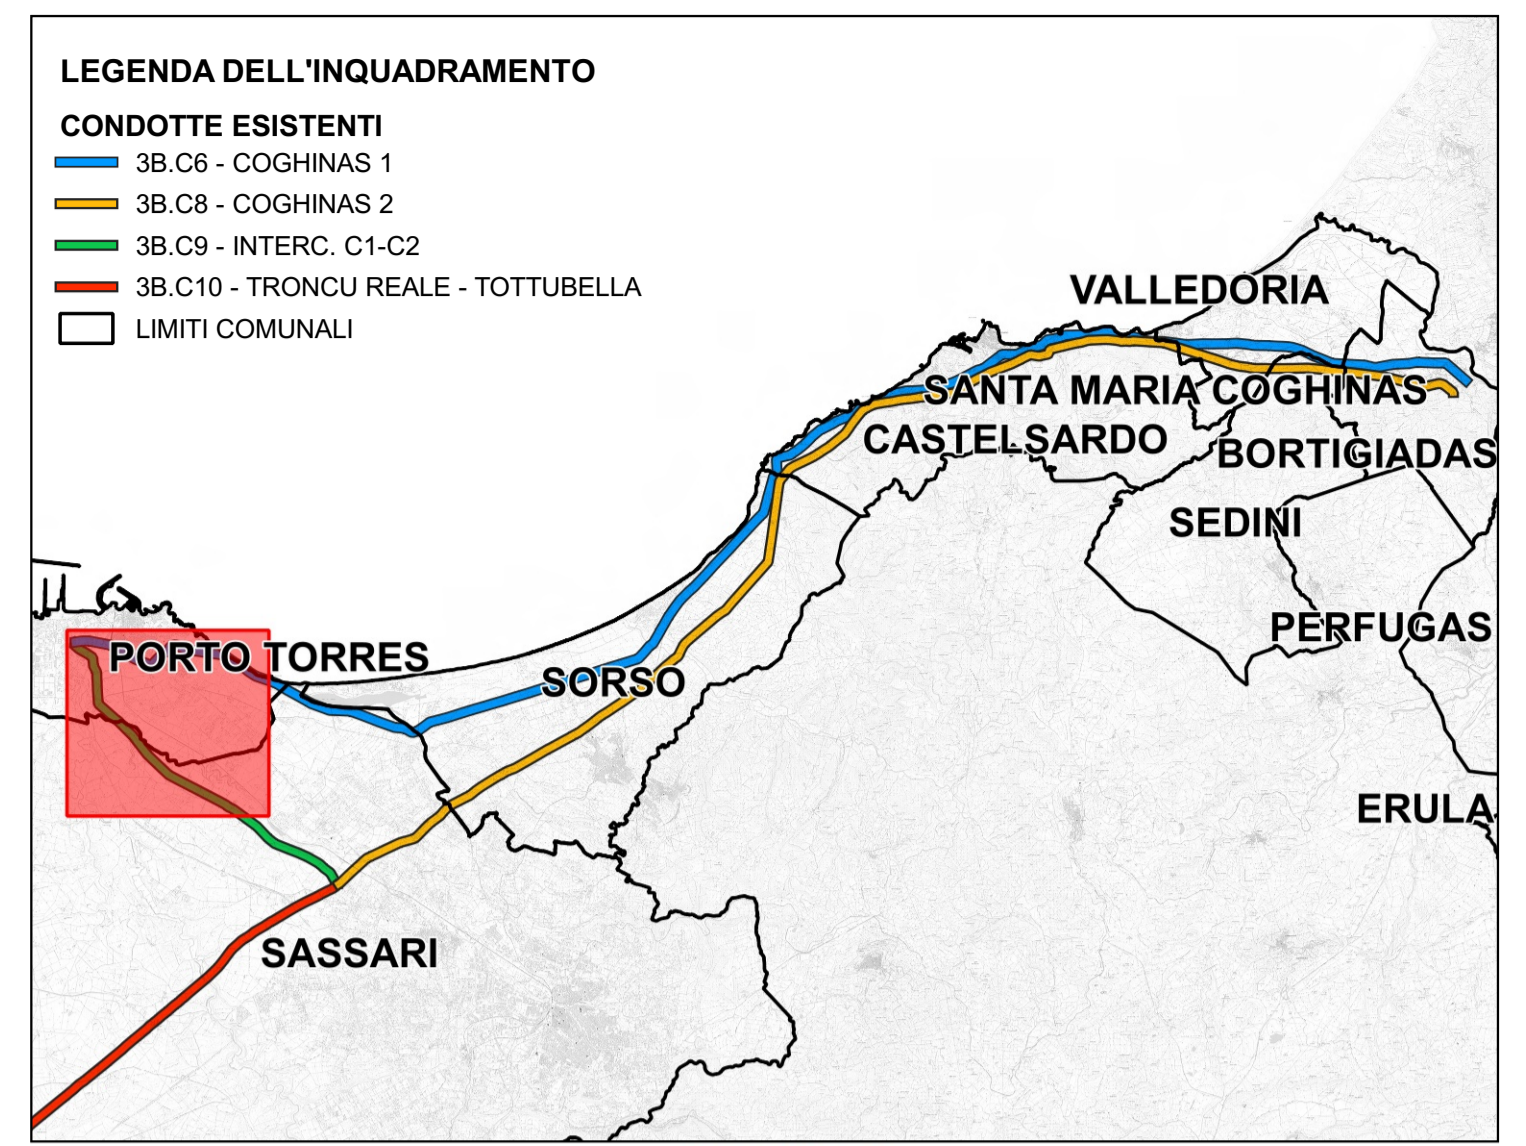 LEGENDA DELL'INQUADRAMENTO
CONDOTTE ESISTENTI
3B.C6 - COGHINAS 1
3B.C8 - COGHINAS 2
3B.C9 - INTERC. C1-C2
3B.C10 - TRONCU REALE - TOTTUBELLA
LIMITI COMUNALI
VALLEDORIA
SANTA MARIA COGHINAS
CASTELSARDO
BORTIGIADAS
SEDINI
PERFUGAS
PORTO TORRES
SORSO
ERULA
SASSARI